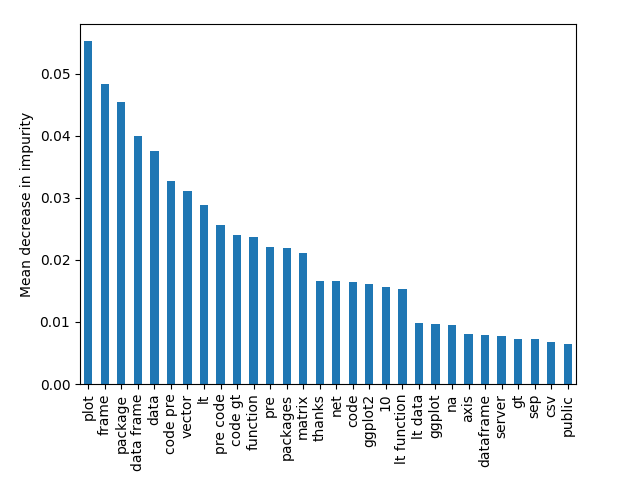 Mean decrease in impurity
0.05
0.04
0.03
0.02
0.01
0.00
plot
frame
package
data frame
data
code pre
vector
lt
pre code
code gt
function
pre
packages
matrix
thanks
net
code
ggplot2
10
lt function
lt data
ggplot
na
axis
dataframe
server
gt
sep
csv
public